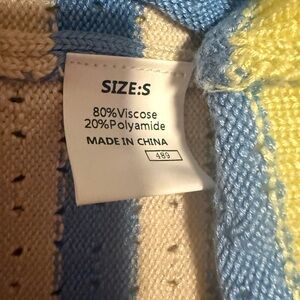 SIZE:S
80%Viscose
20%Polyamide
MADE IN CHINA
489